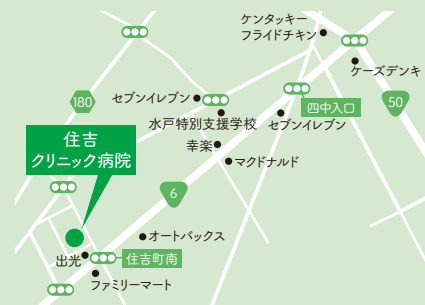 ケンタッキー
フライドチキン
ケーズデンキ
180
セブンイレブン
50
四中入口
水戸特別支援学校
セブンイレブン
住吉
クリニック病院
幸楽
マクドナルド
6
オートバックス
出光
住吉町南
ファミリーマート